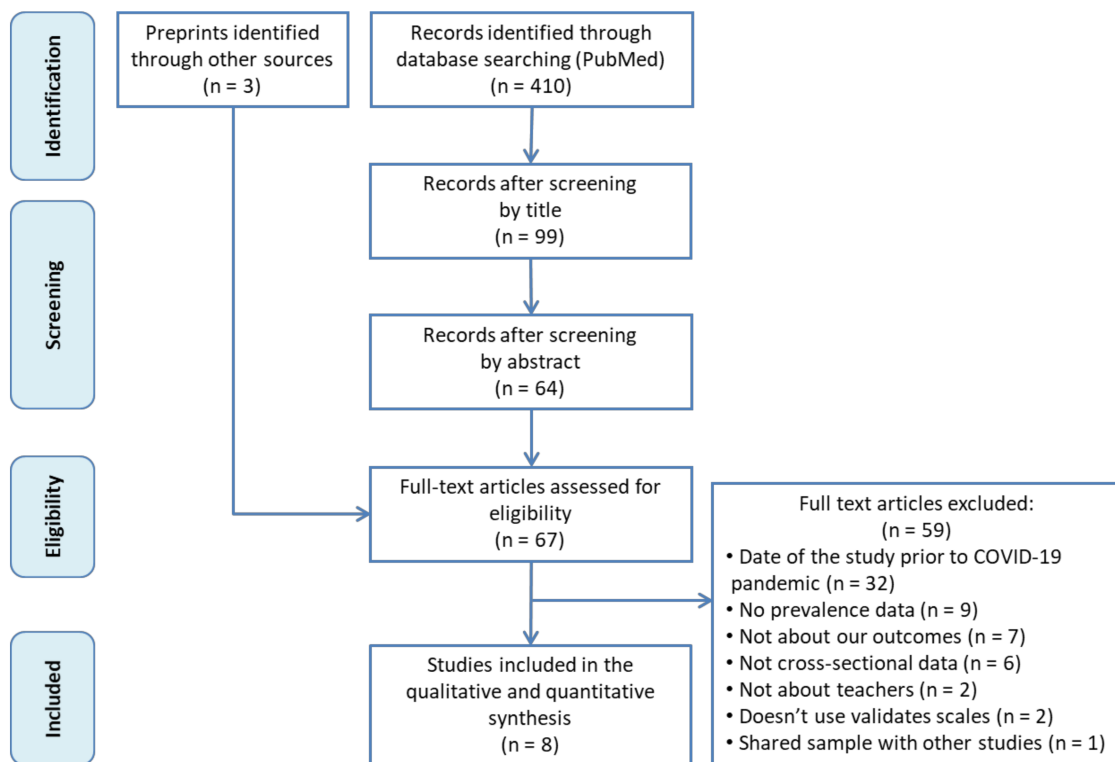 Identification
Preprints identified
through other sources
(n = 3)
Records identified through
database searching (PubMed)
(n = 410)
Screening
Records after screening
by title
(n = 99)
Records after screening
by abstract
(n = 64)
Eligibility
Full-text articles assessed for
eligibility
(n = 67)
Full text articles excluded:
(n = 59)
• Date of the study prior to COVID-19
pandemic (n = 32)
• No prevalence data (n = 9)
• Not about our outcomes (n = 7)
• Not cross-sectional data (n = 6)
• Not about teachers (n = 2)
• Doesn't use validates scales (n = 2)
• Shared sample with other studies (n = 1)
Included
Studies included in the
qualitative and quantitative
synthesis
(n = 8)